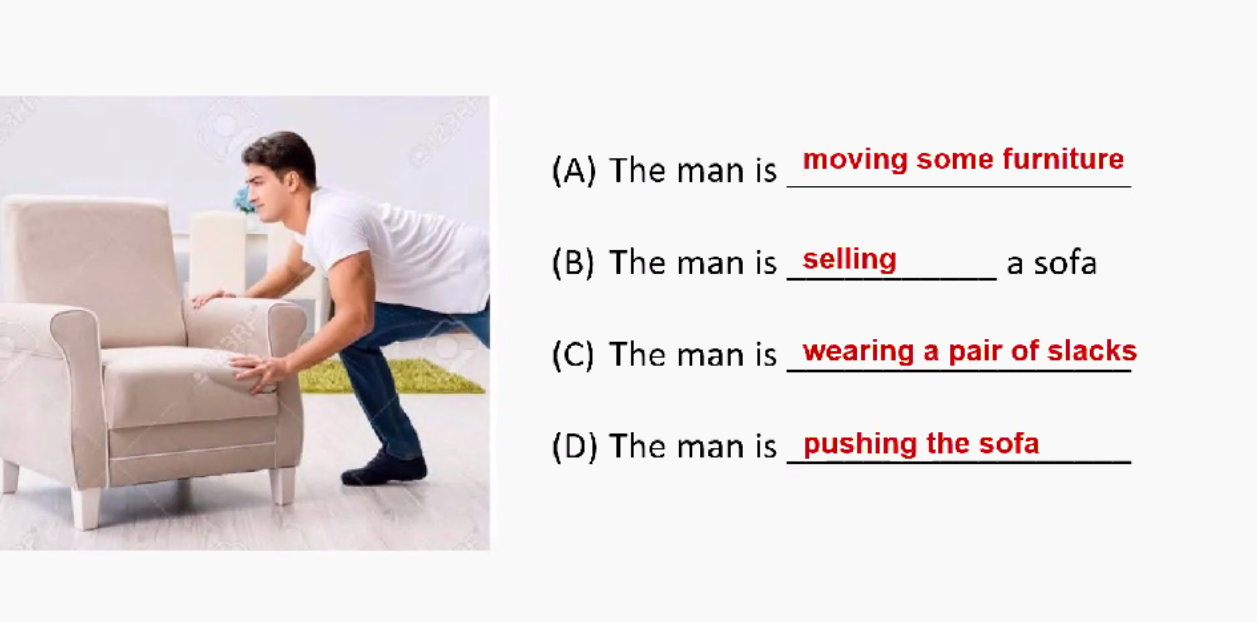 (A) The man is moving some furniture
(B) The man is selling a sofa
(C) The man is wearing a pair of slacks
(D) The man is pushing the sofa
123RF